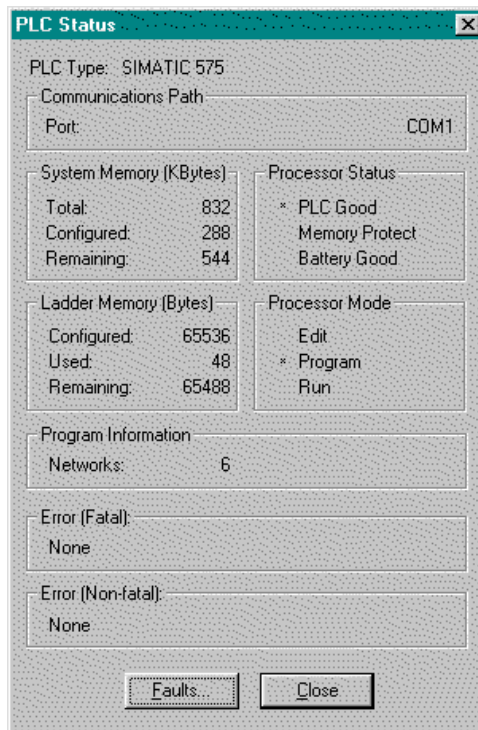 PLC Status
PLC Type: SIMATIC 575
Communications Path
Port: COM1
System Memory (KBytes)
Total: 832
Configured: 288
Remaining: 544
Processor Status
* PLC Good
Memory Protect
Battery Good
Ladder Memory (Bytes)
Configured: 65536
Used: 48
Remaining: 65488
Processor Mode
Edit
* Program
Run
Program Information
Networks: 6
Error (Fatal):
None
Error (Non-fatal):
None
Faults... Close